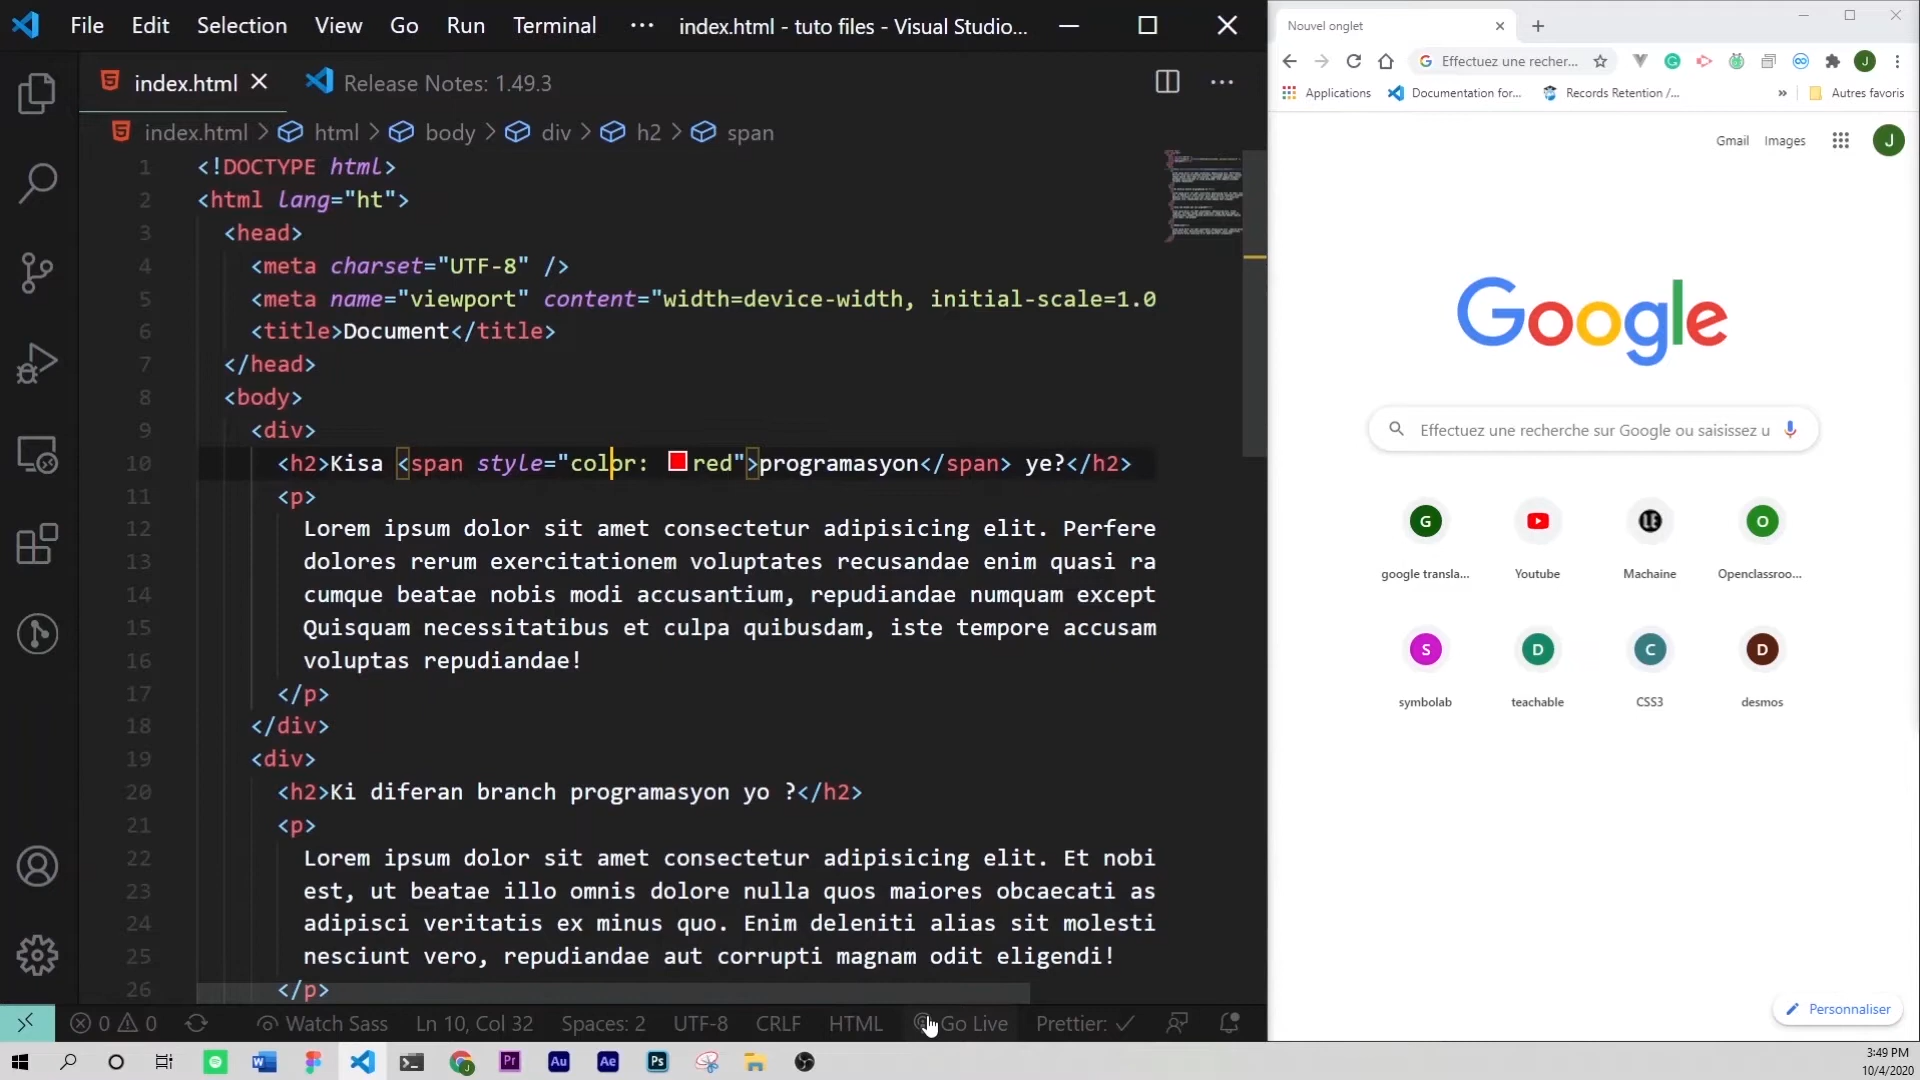 File Edit Selection View Go Run Terminal ··· index.html - tuto files - Visual Studio...
index.html Release Notes: 1.49.3
index.html > html > body > div > h2 > span
1 <!DOCTYPE html>
2 <html lang="ht">
3 <head>
4 <meta charset="UTF-8" />
5 <meta name="viewport" content="width=device-width, initial-scale=1.0
6 <title>Document</title>
7 </head>
8 <body>
9 <div>
10 <h2>Kisa <span style="color: red">programasyon</span> ye?</h2>
11 <p>
12 Lorem ipsum dolor sit amet consectetur adipisicing elit. Perfere
13 dolores rerum exercitationem voluptates recusandae enim quasi ra
14 cumque beatae nobis modi accusantium, repudiandae numquam except
15 Quisquam necessitatibus et culpa quibusdam, iste tempore accusam
16 voluptas repudiandae!
17 </p>
18 </div>
19 <div>
20 <h2>Ki diferan branch programasyon yo ?</h2>
21 <p>
22 Lorem ipsum dolor sit amet consectetur adipisicing elit. Et nobi
23 est, ut beatae illo omnis dolore nulla quos maiores obcaecati as
24 adipisci veritatis ex minus quo. Enim deleniti alias sit molesti
25 nesciunt vero, repudiandae aut corrupti magnam odit eligendi!
26 </p>
0 0 Watch Sass Ln 10, Col 32 Spaces: 2 UTF-8 CRLF HTML Go Live Prettier: ✓
Nouvel onglet
Effectuez une recher...
J
Applications Documentation for... Records Retention /... » Autres favoris
Gmail Images J
Google
Effectuez une recherche sur Google ou saisissez u
G LE O
google transla... Youtube Machaine Openclassroo...
S D C D
symbolab teachable CSS3 desmos
Personnaliser
Pr Au Ae Ps
3:49 PM
10/4/2020